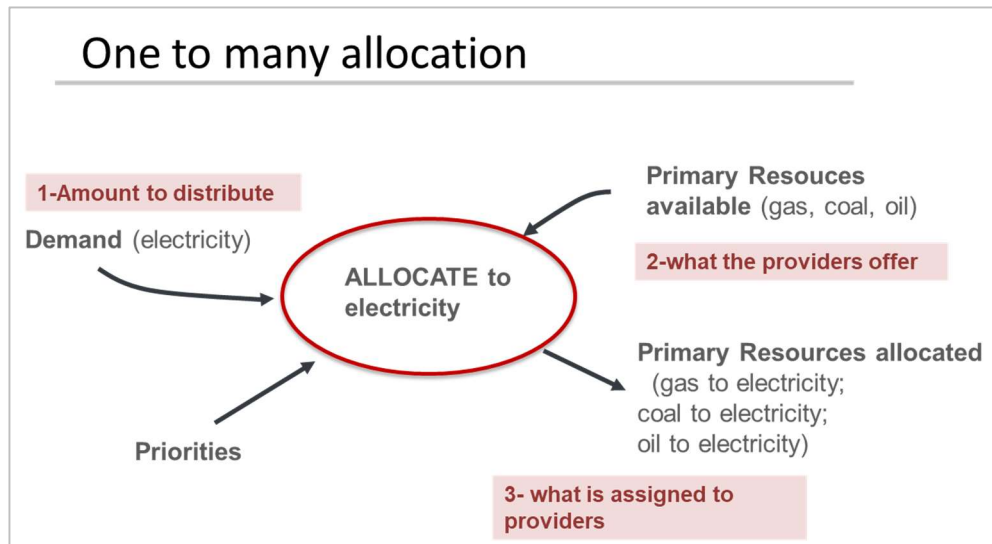 One to many allocation
1-Amount to distribute
Demand (electricity)
Primary Resouces
available (gas, coal, oil)
2-what the providers offer
ALLOCATE to
electricity
Primary Resources allocated
(gas to electricity;
coal to electricity;
oil to electricity)
Priorities
3- what is assigned to
providers